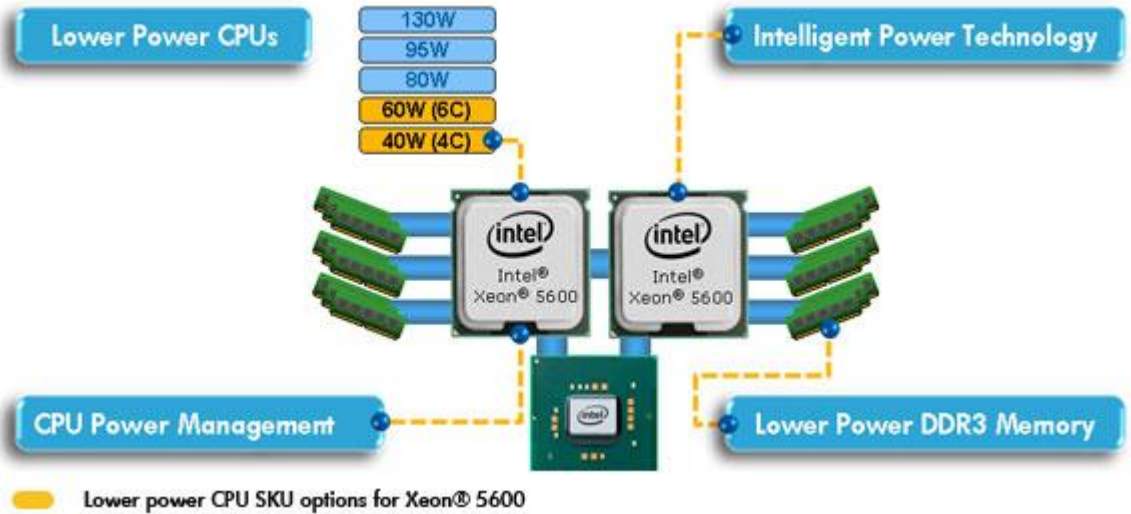 Lower Power CPUs
130W
95W
80W
60W (6C)
40W (4C)
Intelligent Power Technology
intel
Intel®
Xeon® 5600
intel
Intel®
Xeon® 5600
intel
CPU Power Management
Lower Power DDR3 Memory
Lower power CPU SKU options for Xeon® 5600